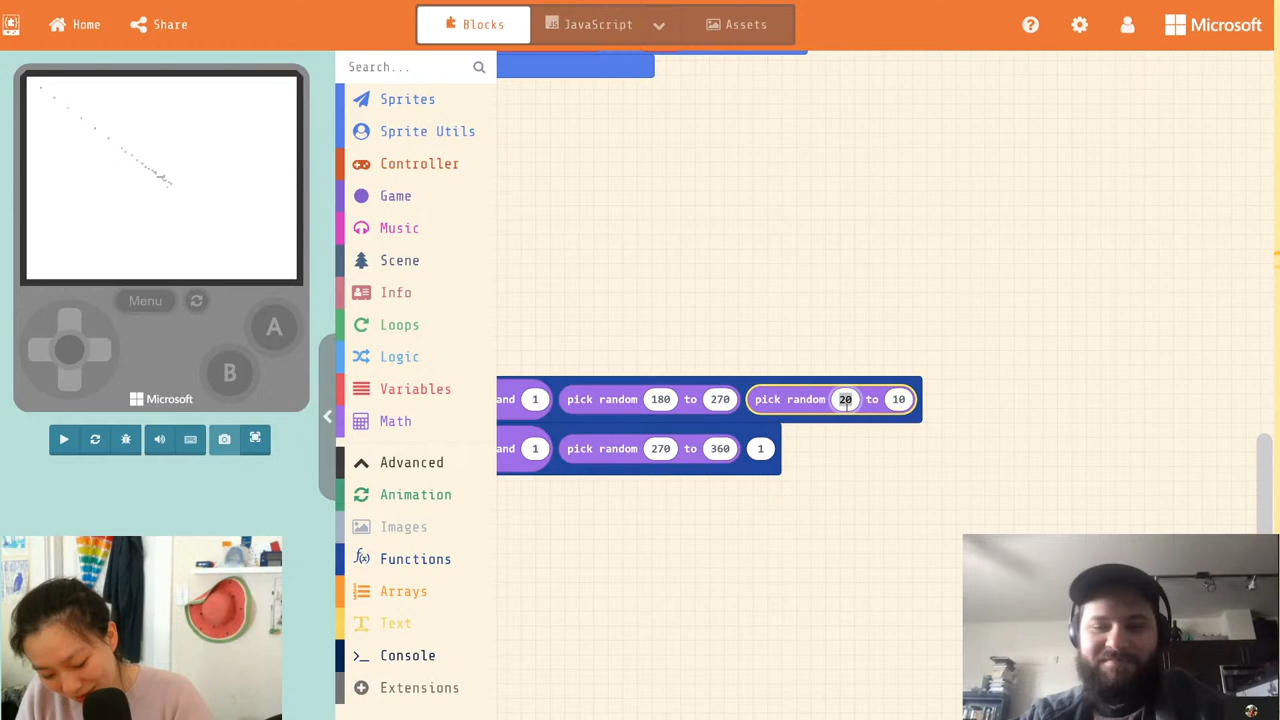 Home
Share
Blocks
JS JavaScript
Assets
Microsoft
Search...
Sprites
Sprite Utils
Controller
Game
Music
Scene
Info
Loops
Logic
Variables
Math
Advanced
Animation
Images
Functions
Arrays
Text
Console
Extensions
Menu
A
B
Microsoft
and 1 pick random 180 to 270 pick random 20 to 10
and 1 pick random 270 to 360 1